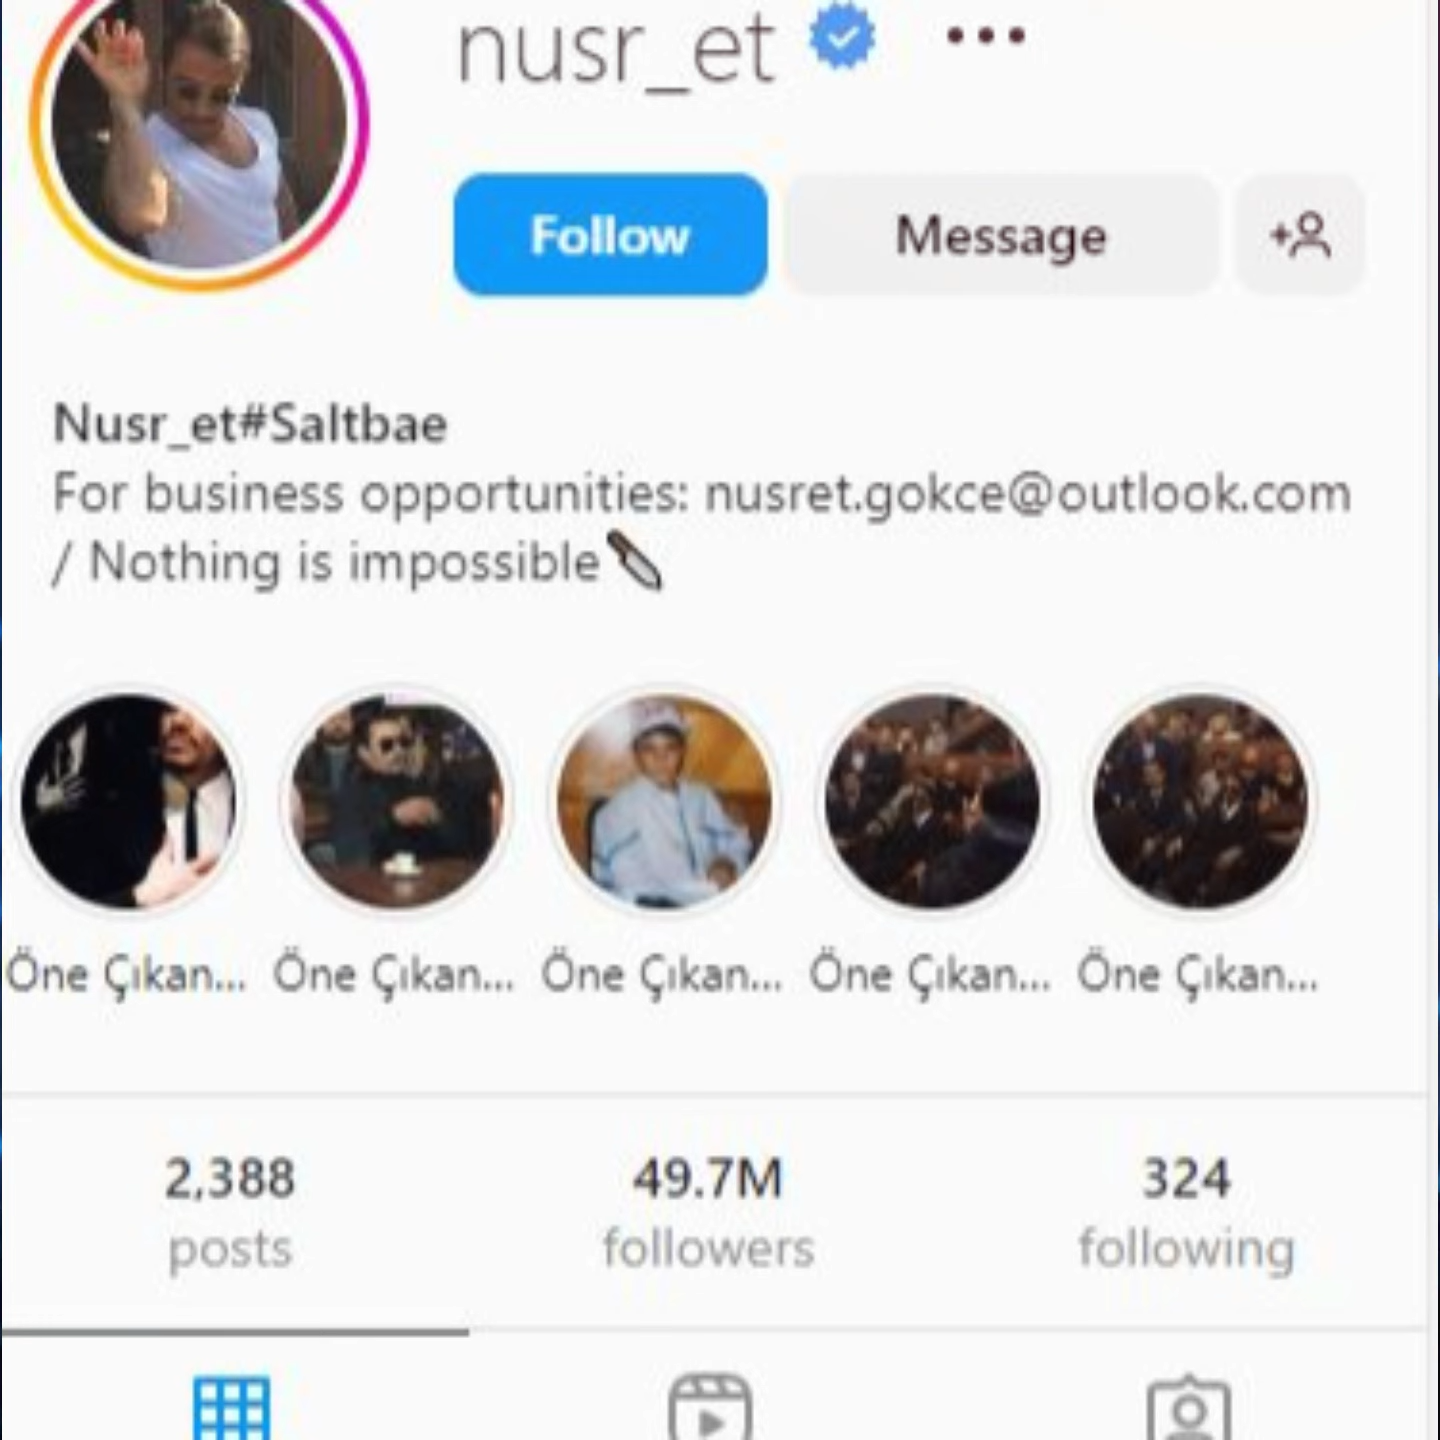 nusr_et
Follow
Message
Nusr_et#Saltbae
For business opportunities: nusret.gokce@outlook.com
/ Nothing is impossible🔪
Öne Çıkan... Öne Çıkan... Öne Çıkan... Öne Çıkan... Öne Çıkan...
2,388 49.7M 324
posts followers following